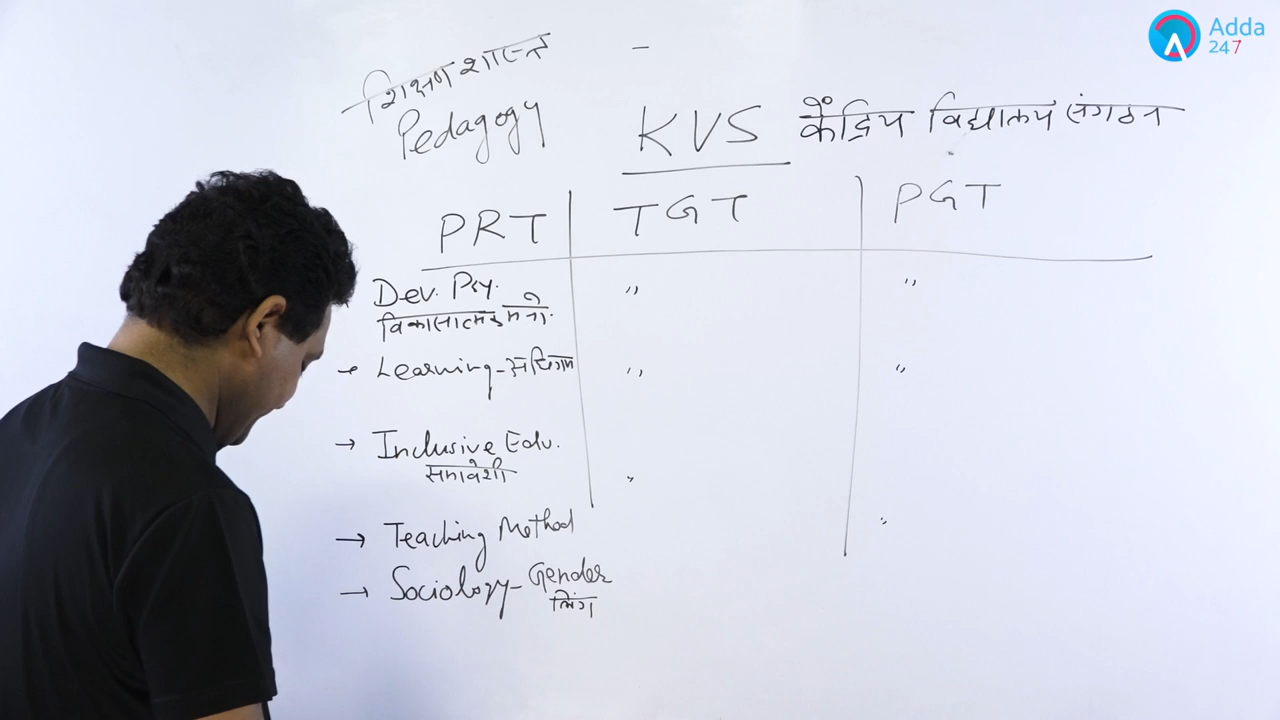 Adda
247
शिक्षण शास्त्र
Pedagogy
KVS केंद्रिय विद्यालय संगठन
PRT TGT PGT
Dev. Psy. " "
विकासात्मक मनो.
Learning - अधिगम " "
Inclusive Edu.
समावेशी "
Teaching Method "
Sociology - Gender
लिंग